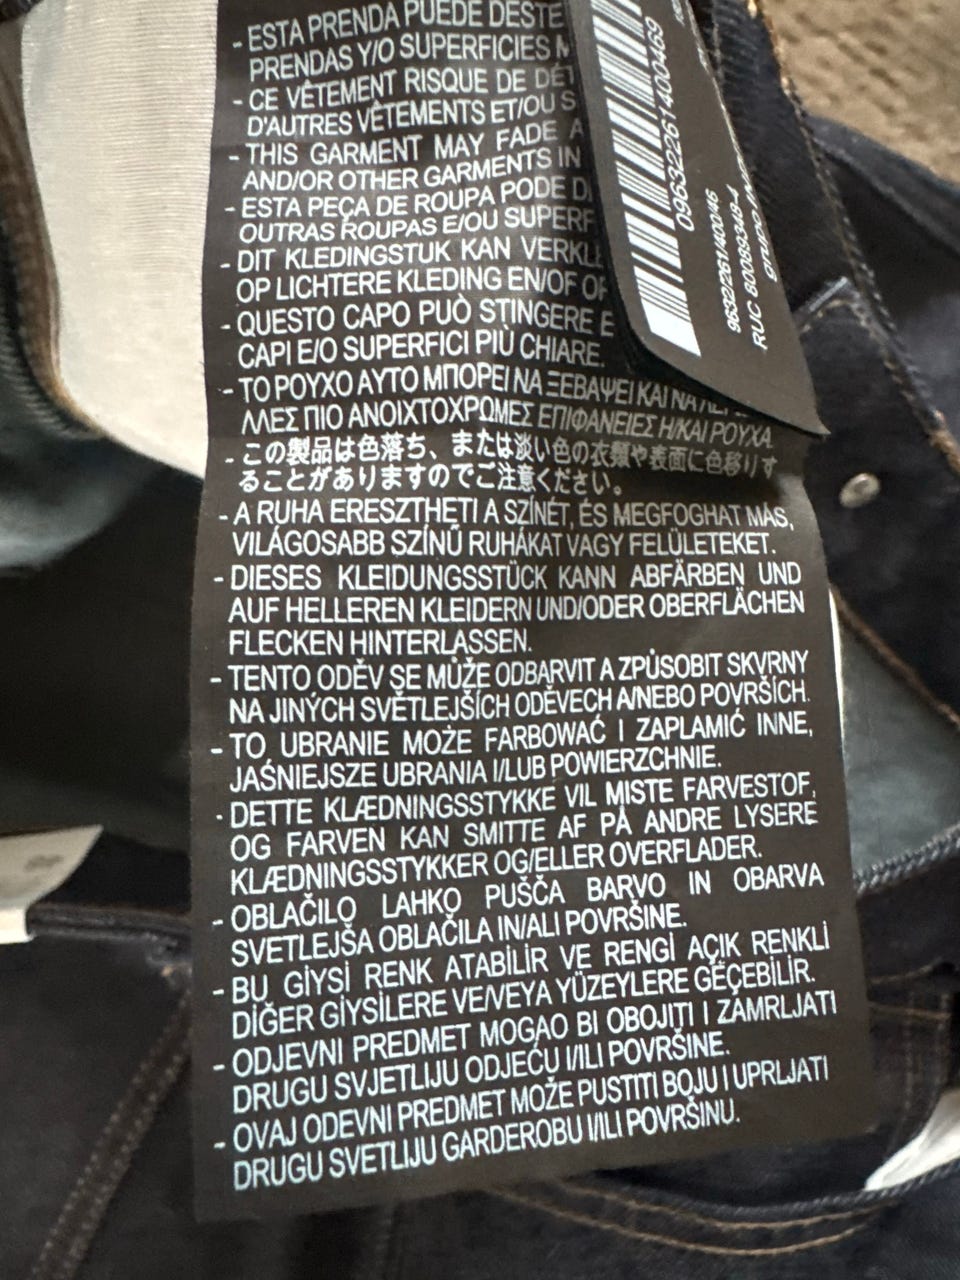 - ESTA PRENDA PUEDE DESTE
PRENDAS Y/O SUPERFICIES M
- CE VÊTEMENT RISQUE DE DÉT
D'AUTRES VÊTEMENTS ET/OU S
- THIS GARMENT MAY FADE A
AND/OR OTHER GARMENTS IN
- ESTA PEÇA DE ROUPA PODE D
OUTRAS ROUPAS E/OU SUPERF
- DIT KLEDINGSTUK KAN VERKLE
OP LICHTERE KLEDING EN/OF OP
- QUESTO CAPO PUÒ STINGERE E
CAPI E/O SUPERFICI PIÙ CHIARE.
- ΤΟ ΡΟΥΧΟ ΑΥΤΟ ΜΠΟΡΕΙ ΝΑ ΞΕΒΑΨΕΙ ΚΑΙ ΝΑ
ΛΛΕΣ ΠΙΟ ΑΝΟΙΧΤΟΧΡΩΜΕΣ ΕΠΙΦΑΝΕΙΕΣ Η/ΚΑΙ ΡΟΥΧΑ.
- この製品は色落ち、または淡い色の衣類や表面に色移りす
ることがありますのでご注意ください。
- A RUHA ERESZTHETI A SZÍNÉT, ÉS MEGFOGHAT MÁS,
VILÁGOSABB SZÍNŰ RUHÁKAT VAGY FELÜLETEKET.
- DIESES KLEIDUNGSSTÜCK KANN ABFÄRBEN UND
AUF HELLEREN KLEIDERN UND/ODER OBERFLÄCHEN
FLECKEN HINTERLASSEN.
- TENTO ODĚV SE MŮŽE ODBARVIT A ZPŮSOBIT SKVRNY
NA JINÝCH SVĚTLEJŠÍCH ODĚVECH A/NEBO POVRŠÍCH.
- TO UBRANIE MOŻE FARBOWAĆ I ZAPLAMIĆ INNE,
JAŚNIEJSZE UBRANIA I/LUB POWIERZCHNIE.
- DETTE KLÆDNINGSSTYKKE VIL MISTE FARVESTOF,
OG FARVEN KAN SMITTE AF PÅ ANDRE LYSERE
KLÆDNINGSSTYKKER OG/ELLER OVERFLADER.
- OBLAČILO LAHKO PUŠČA BARVO IN OBARVA
SVETLEJŠA OBLAČILA IN/ALI POVRŠINE.
- BU GİYSİ RENK ATABİLİR VE RENGİ AÇIK RENKLİ
DİĞER GİYSİLERE VE/VEYA YÜZEYLERE GEÇEBİLİR.
- ODJEVNI PREDMET MOGAO BI OBOJITI I ZAMRLJATI
DRUGU SVJETLIJU ODJEĆU I/ILI POVRŠINE.
- OVAJ ODEVNI PREDMET MOŽE PUSTITI BOJU I UPRLJATI
DRUGU SVETLIJU GARDEROBU I/ILI POVRŠINU.
09632261400469
9632261/40046
RUC 80089349-4